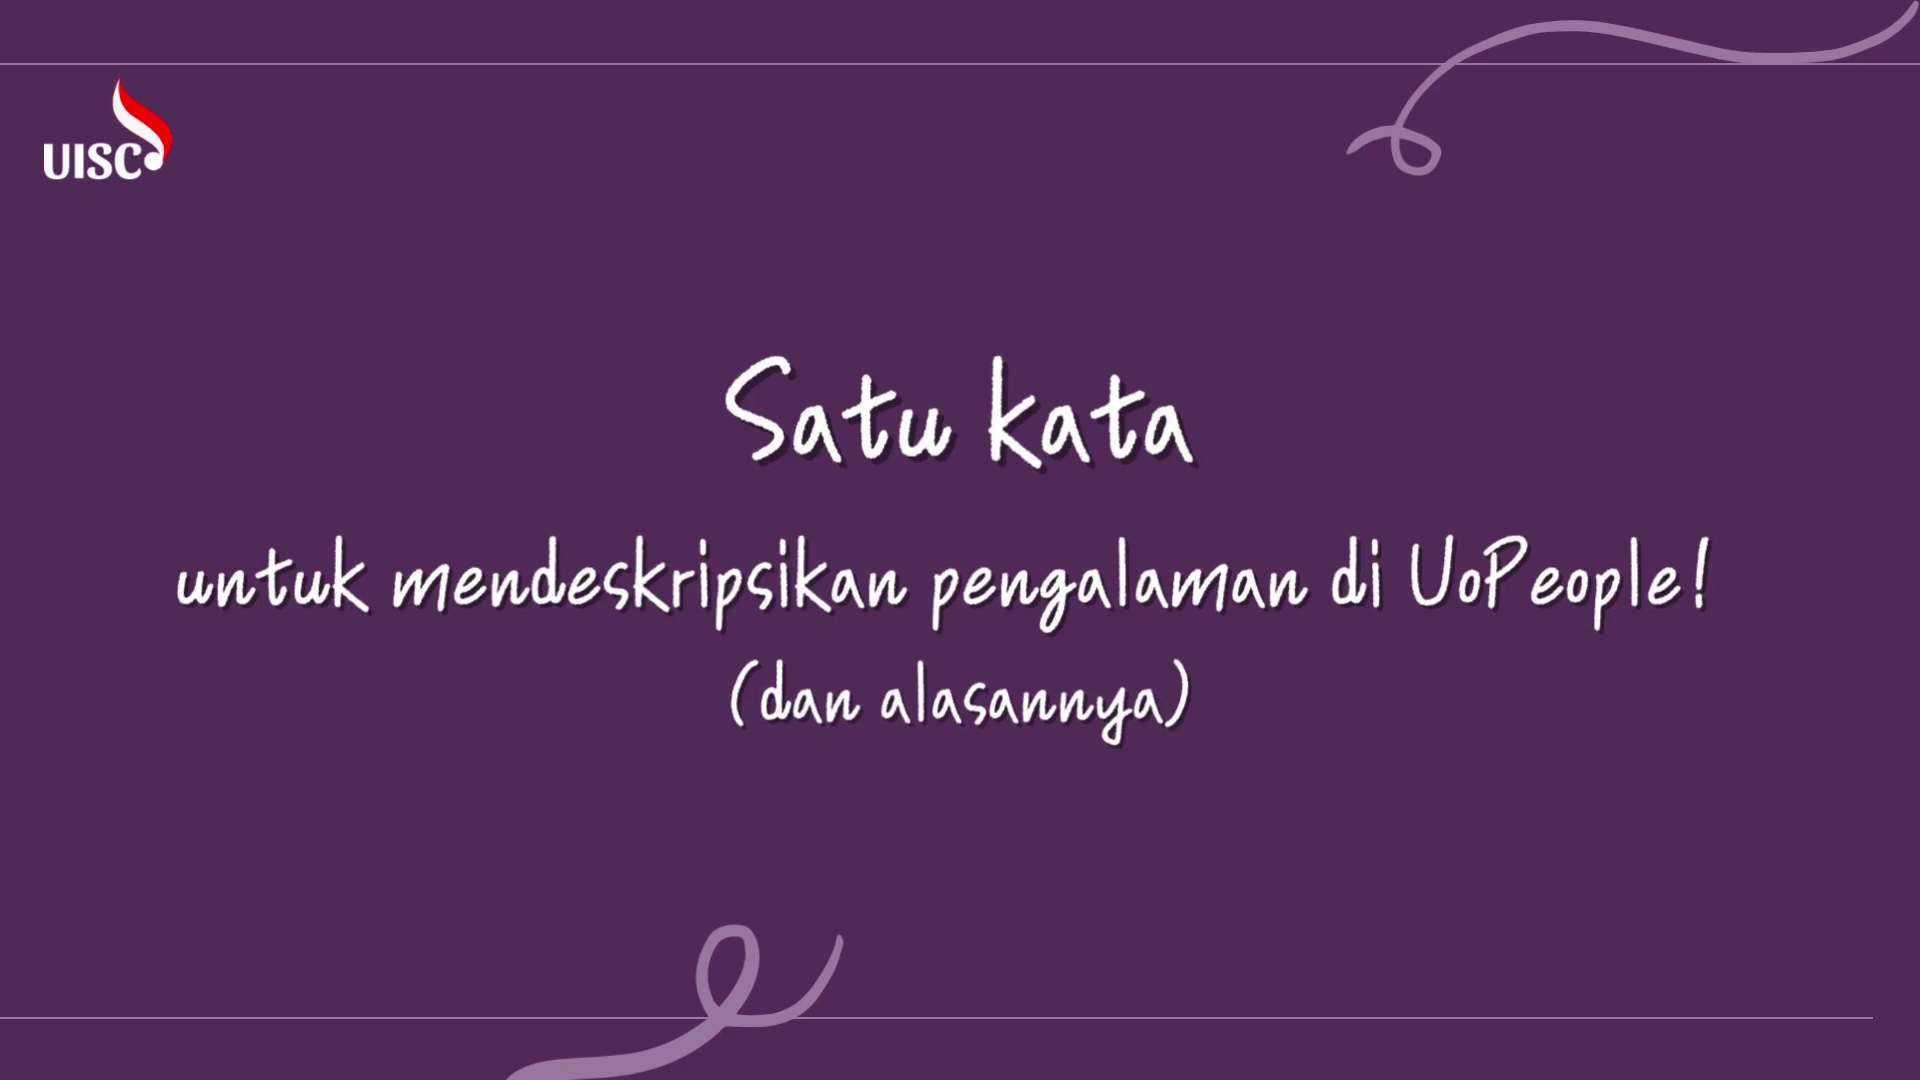 UISC
Satu kata
untuk mendeskripsikan pengalaman di UoPeople!
(dan alasannya)